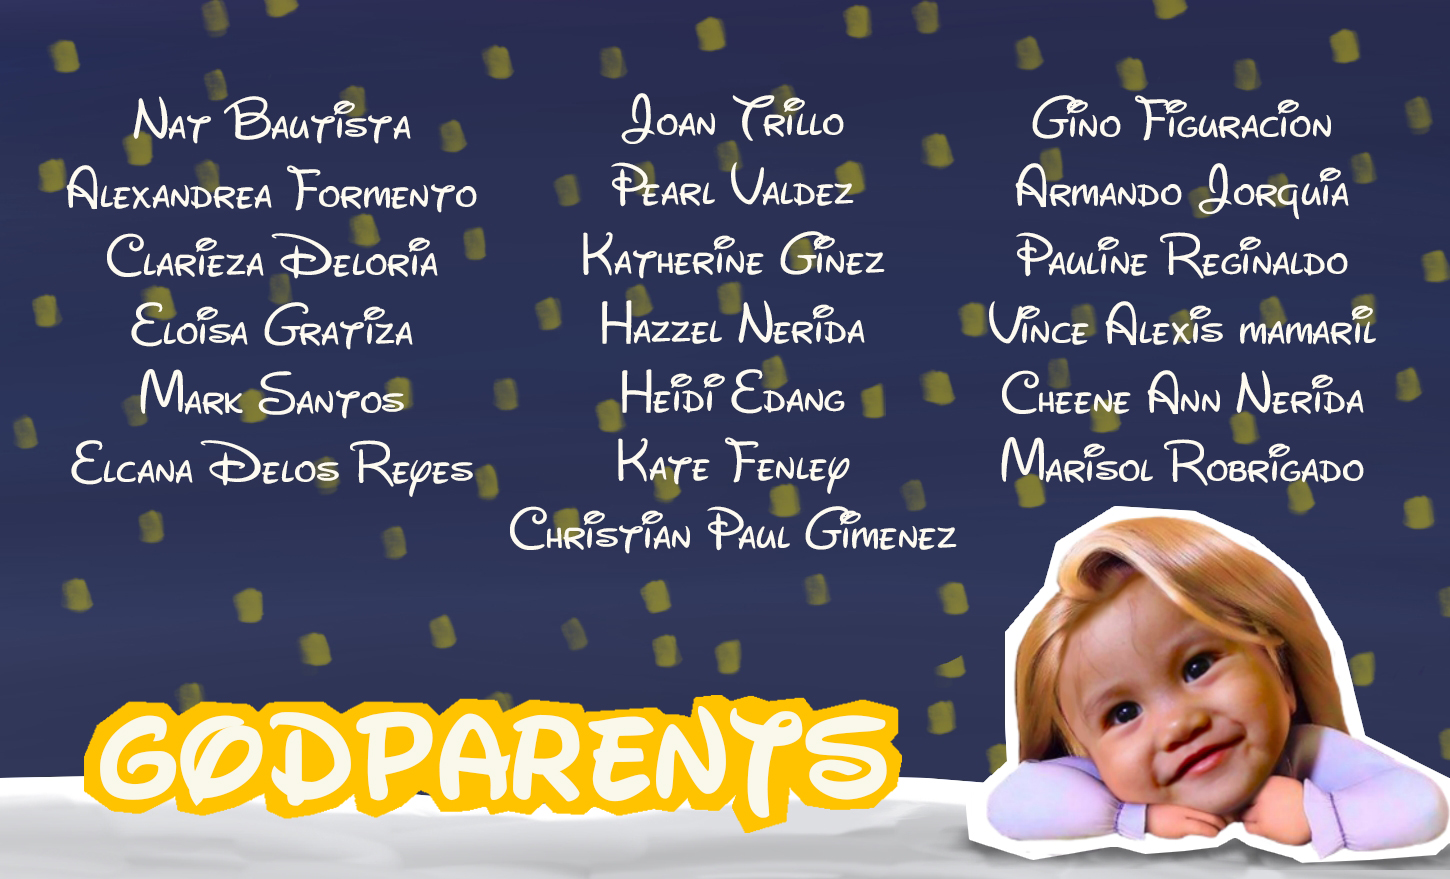 Nat Bautista
Alexandrea Formento
Clarieza Deloria
Eloisa Gratiza
Mark Santos
Elcana Delos Reyes
Joan Trillo
Pearl Valdez
Katherine Ginez
Hazzel Nerida
Heidi Edang
Kate Fenley
Christian Paul Gimenez
Gino Figuracion
Armando Jorquia
Pauline Reginaldo
Vince Alexis mamaril
Cheene Ann Nerida
Marisol Robrigado
GODPARENTS